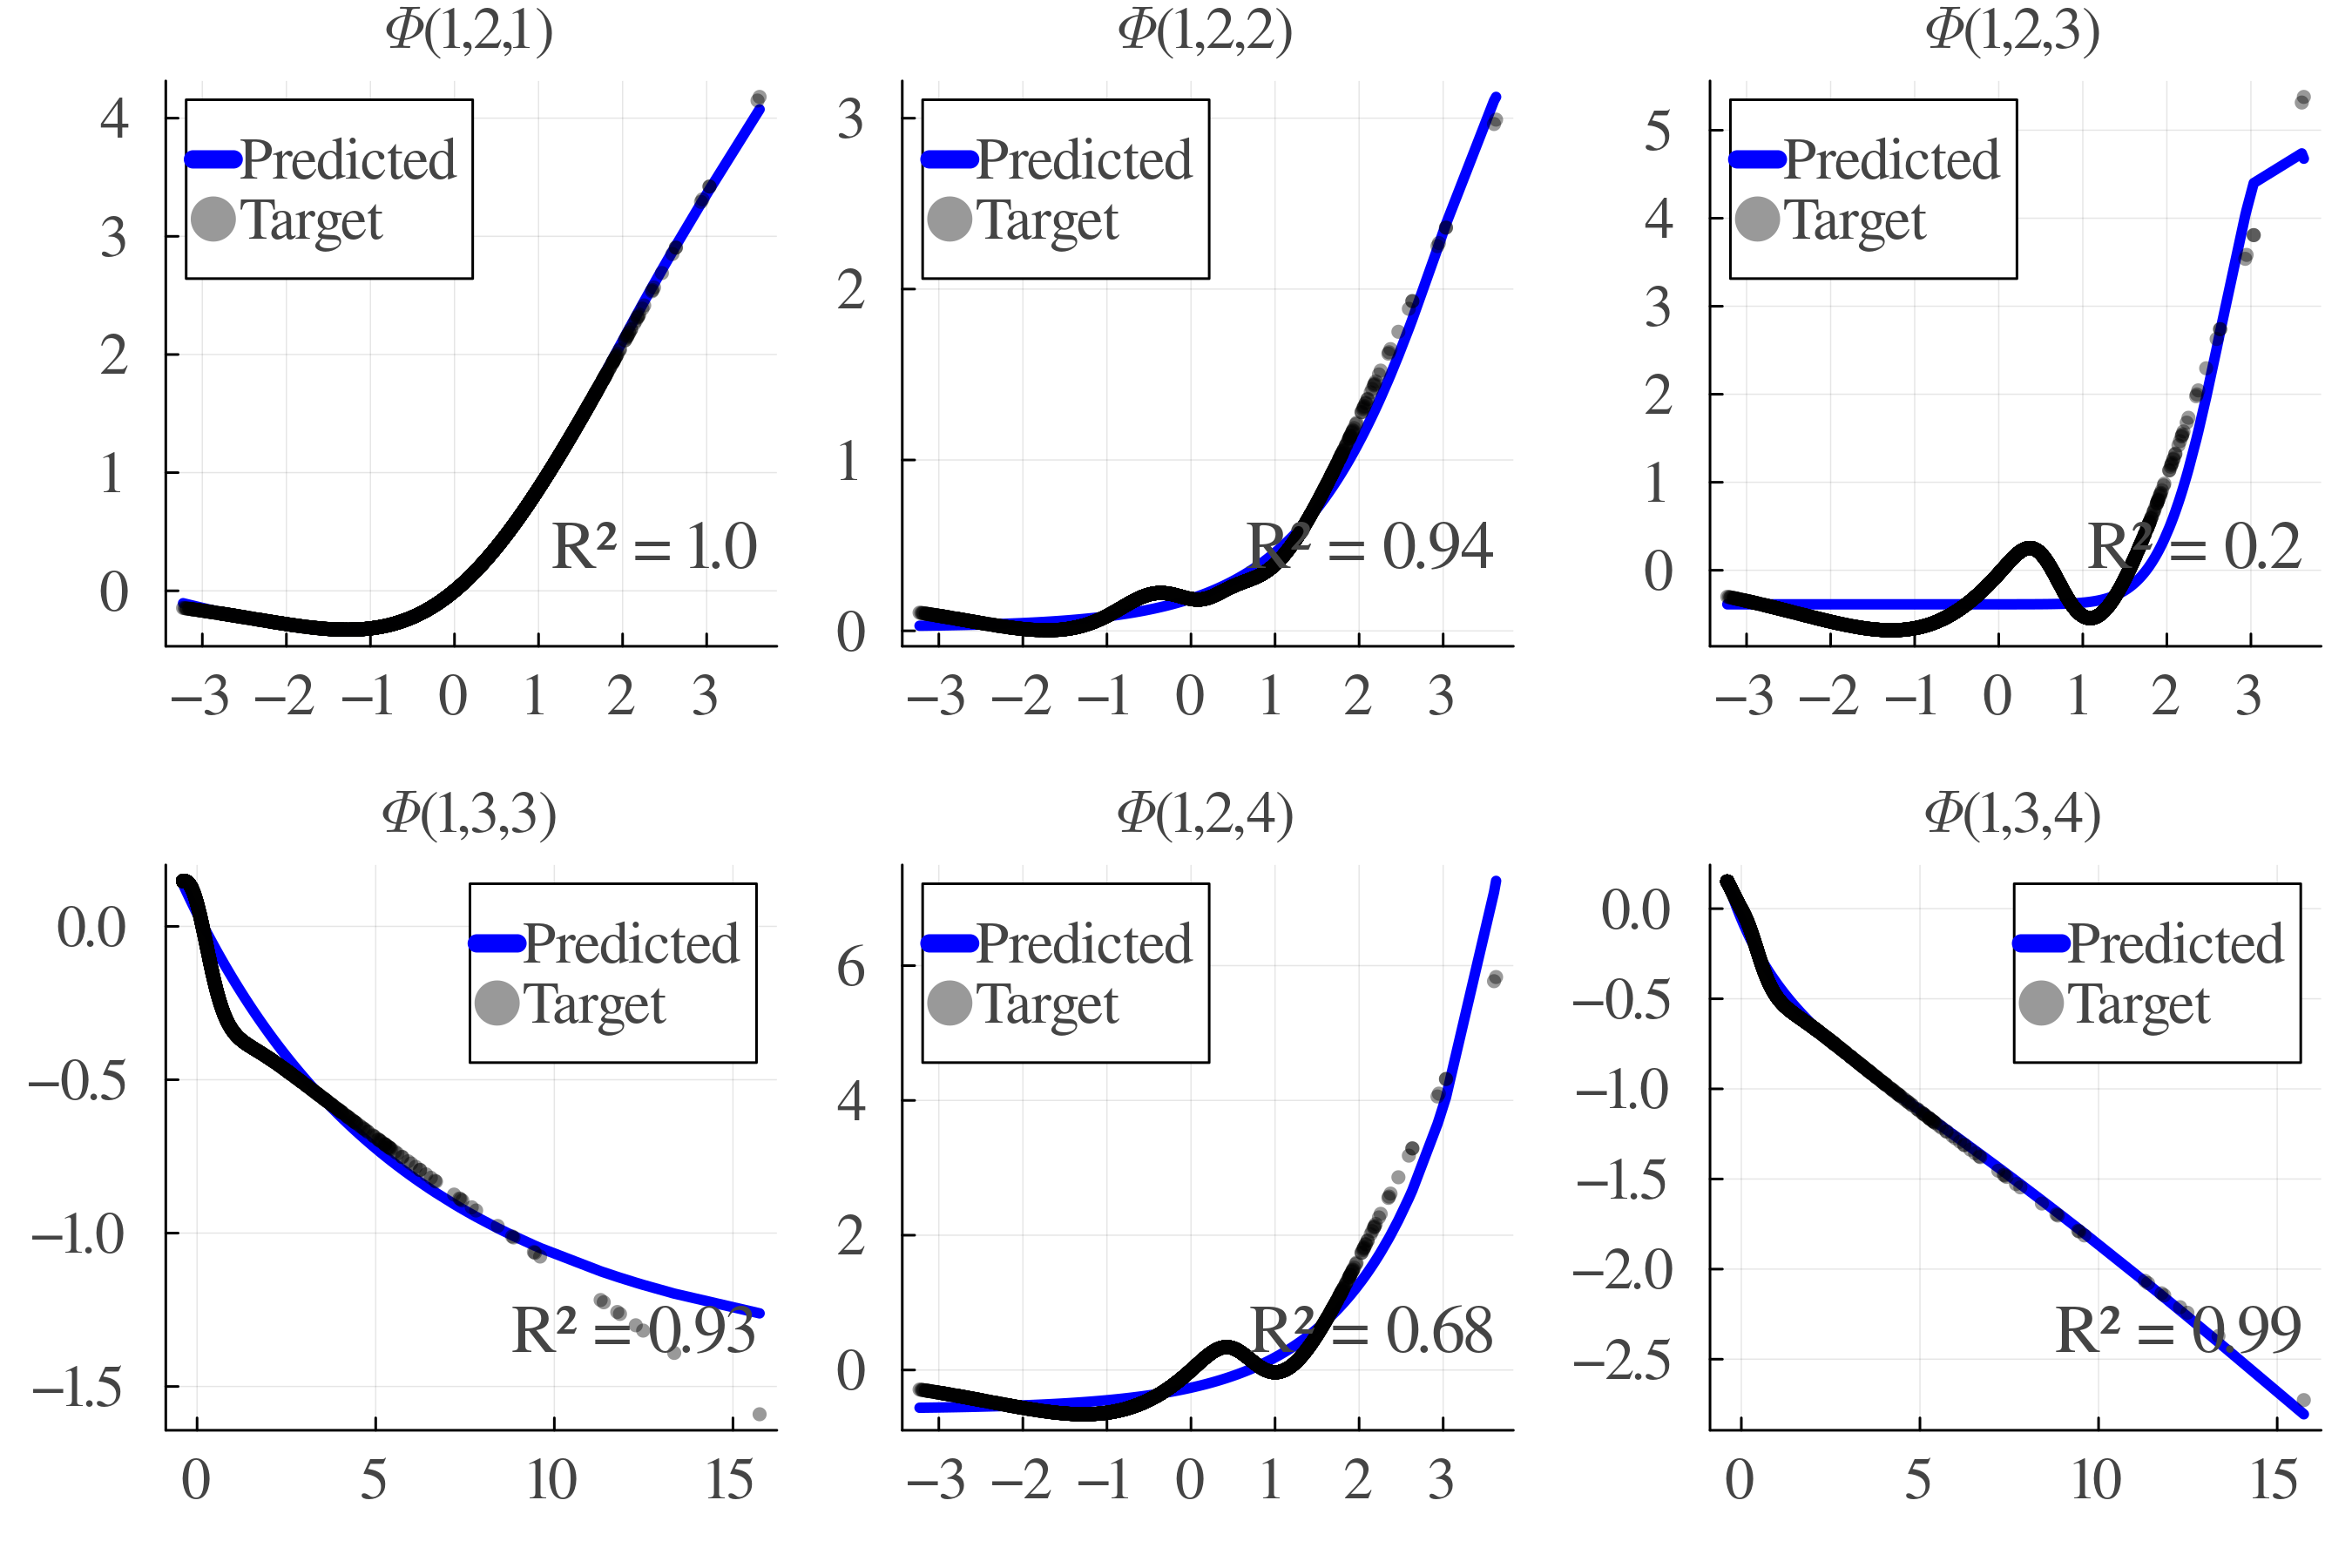 Φ(1,2,1)
4
3
2
1
0
Predicted
Target
R² = 1.0
−3 −2 −1 0 1 2 3
Φ(1,2,2)
3
2
1
0
Predicted
Target
R² = 0.94
−3 −2 −1 0 1 2 3
Φ(1,2,3)
5
4
3
2
1
0
Predicted
Target
R² = 0.2
−3 −2 −1 0 1 2 3
Φ(1,3,3)
0.0
−0.5
−1.0
−1.5
Predicted
Target
R² = 0.93
0 5 10 15
Φ(1,2,4)
6
4
2
0
Predicted
Target
R² = 0.68
−3 −2 −1 0 1 2 3
Φ(1,3,4)
0.0
−0.5
−1.0
−1.5
−2.0
−2.5
Predicted
Target
R² = 0.99
0 5 10 15